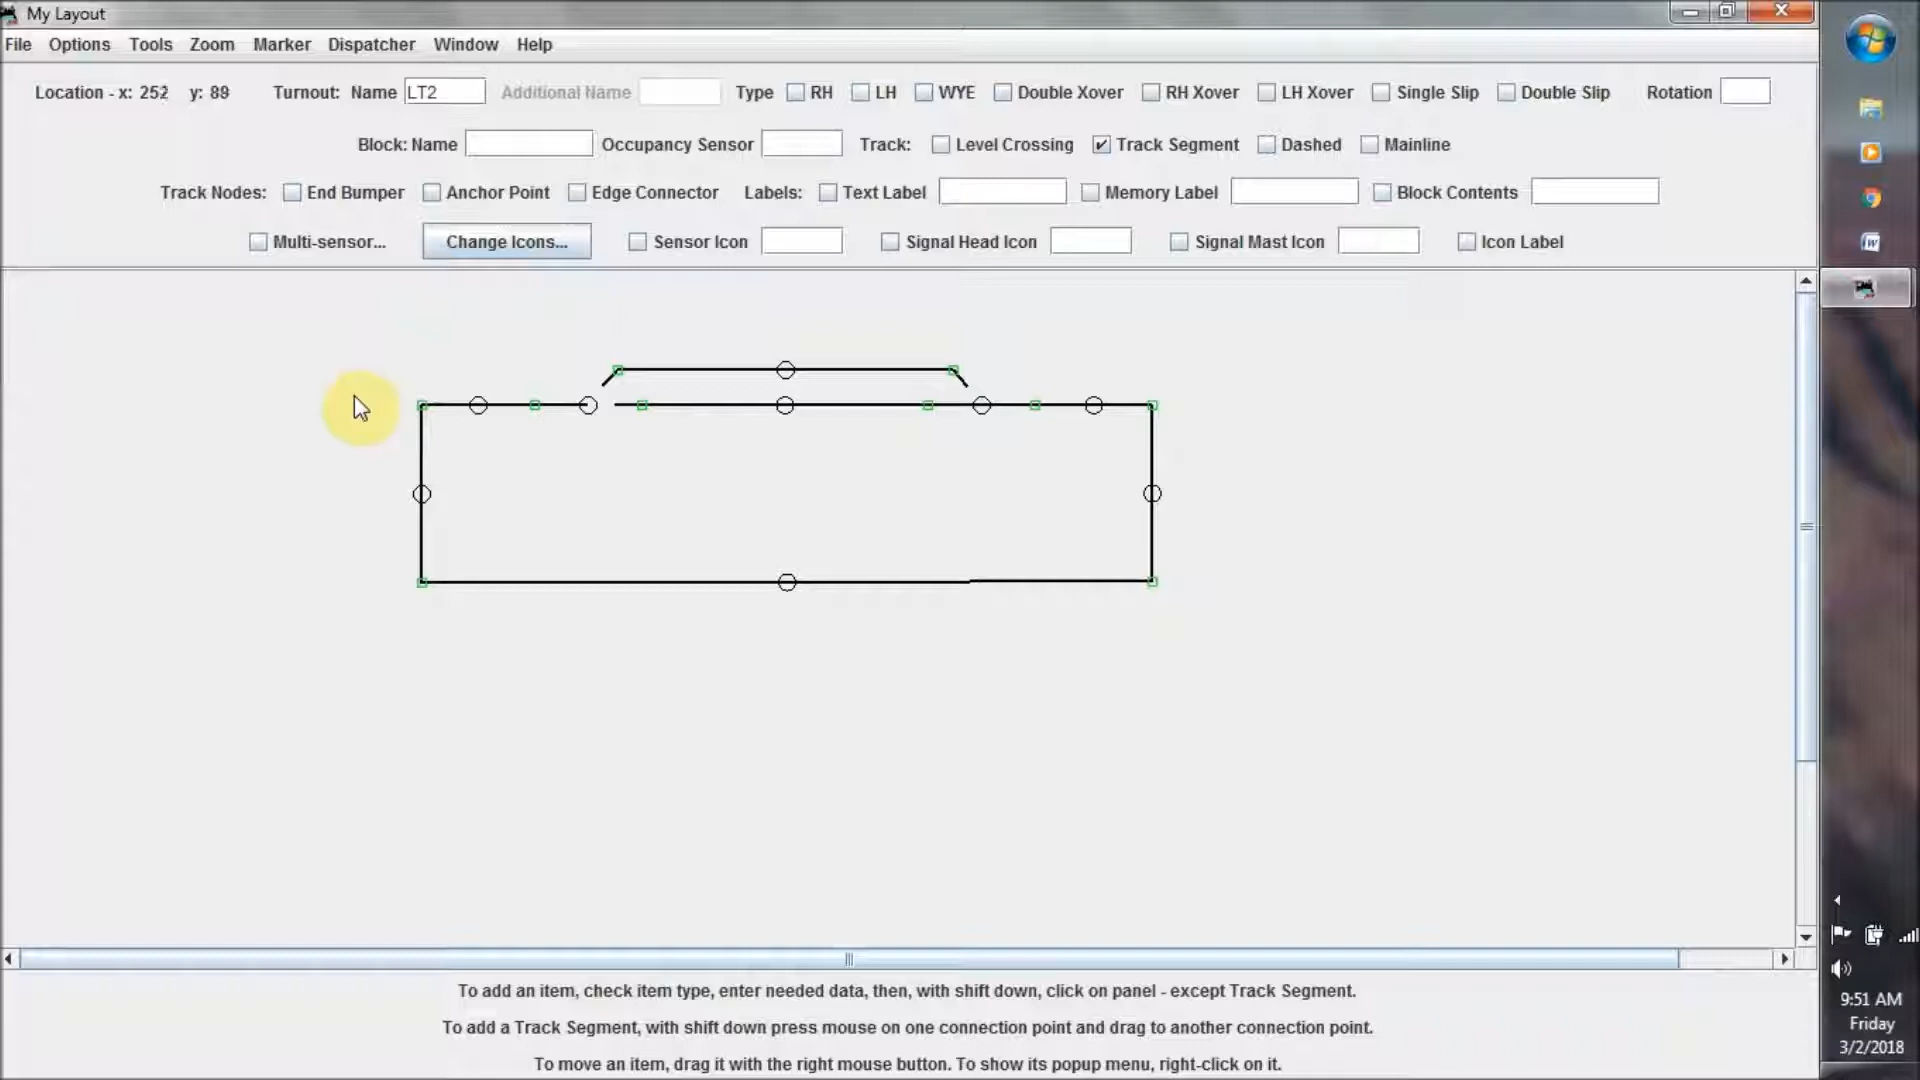 My Layout
File Options Tools Zoom Marker Dispatcher Window Help
Location - x: 252 y: 89 Turnout: Name LT2 Additional Name Type RH LH WYE Double Xover RH Xover LH Xover Single Slip Double Slip Rotation
Block: Name Occupancy Sensor Track: Level Crossing Track Segment Dashed Mainline
Track Nodes: End Bumper Anchor Point Edge Connector Labels: Text Label Memory Label Block Contents
Multi-sensor... Change Icons... Sensor Icon Signal Head Icon Signal Mast Icon Icon Label
To add an item, check item type, enter needed data, then, with shift down, click on panel - except Track Segment.
To add a Track Segment, with shift down press mouse on one connection point and drag to another connection point.
To move an item, drag it with the right mouse button. To show its popup menu, right-click on it.
9:51 AM
Friday
3/2/2018